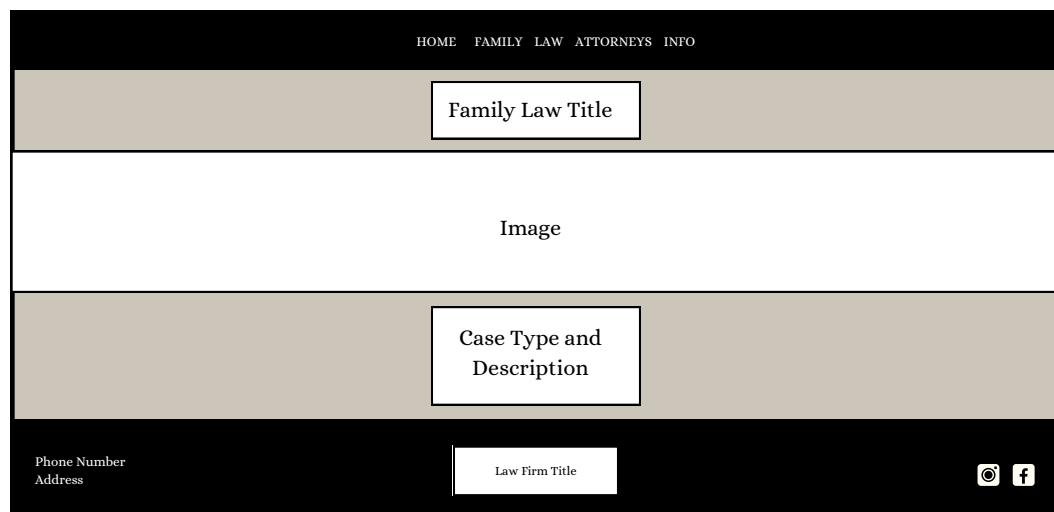 HOME FAMILY LAW ATTORNEYS INFO
Family Law Title
Image
Case Type and
Description
Phone Number
Address
Law Firm Title